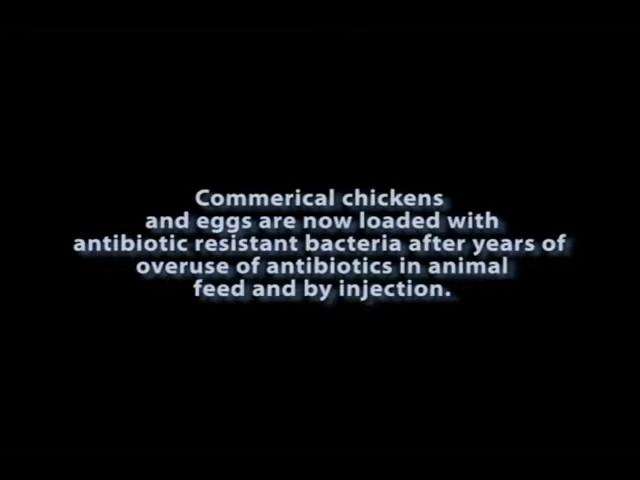 Commerical chickens
and eggs are now loaded with
antibiotic resistant bacteria after years of
overuse of antibiotics in animal
feed and by injection.